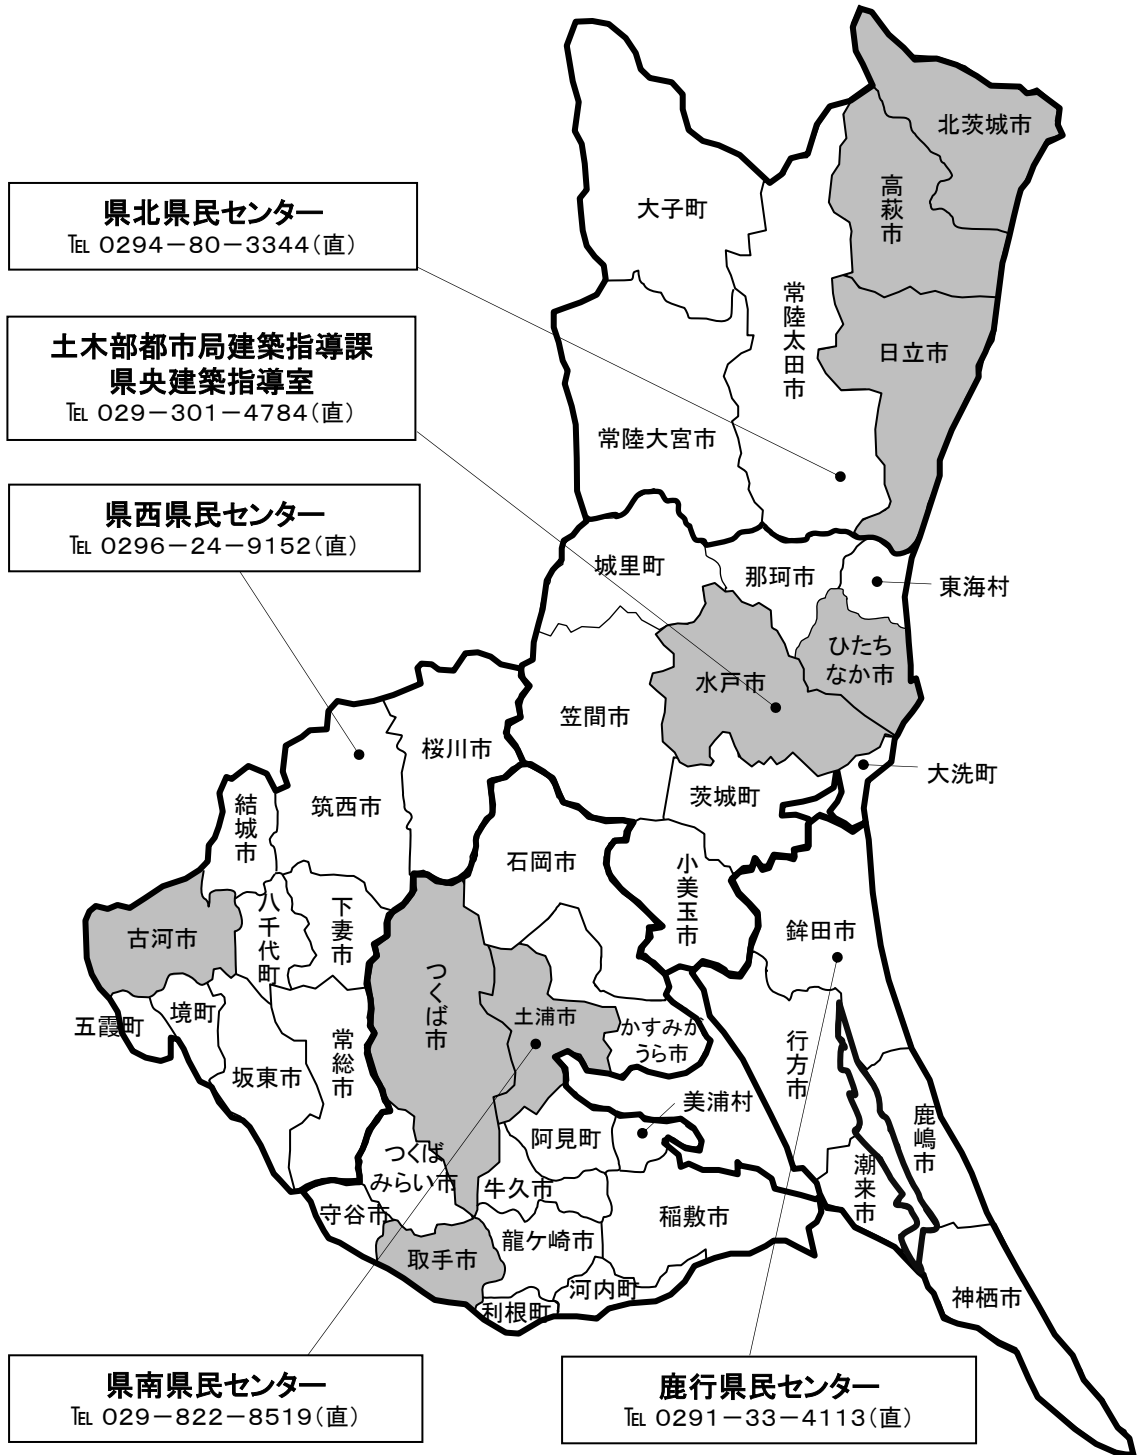 北茨城市
高萩市
大子町
県北県民センター
℡ 0294－80－3344（直）
常陸太田市
日立市
土木部都市局建築指導課
県央建築指導室
℡ 029－301－4784（直）
常陸大宮市
県西県民センター
℡ 0296－24－9152（直）
城里町
那珂市
東海村
ひたち
なか市
水戸市
笠間市
桜川市
大洗町
茨城町
筑西市
結城市
石岡市
小美玉市
八千代町
下妻市
古河市
鉾田市
つくば市
五霞町
境町
土浦市
かすみが
うら市
坂東市
常総市
行方市
美浦村
鹿嶋市
阿見町
つくば
みらい市
潮来市
牛久市
守谷市
稲敷市
龍ケ崎市
取手市
河内町
利根町
神栖市
県南県民センター
℡ 029－822－8519（直）
鹿行県民センター
℡ 0291－33－4113（直）